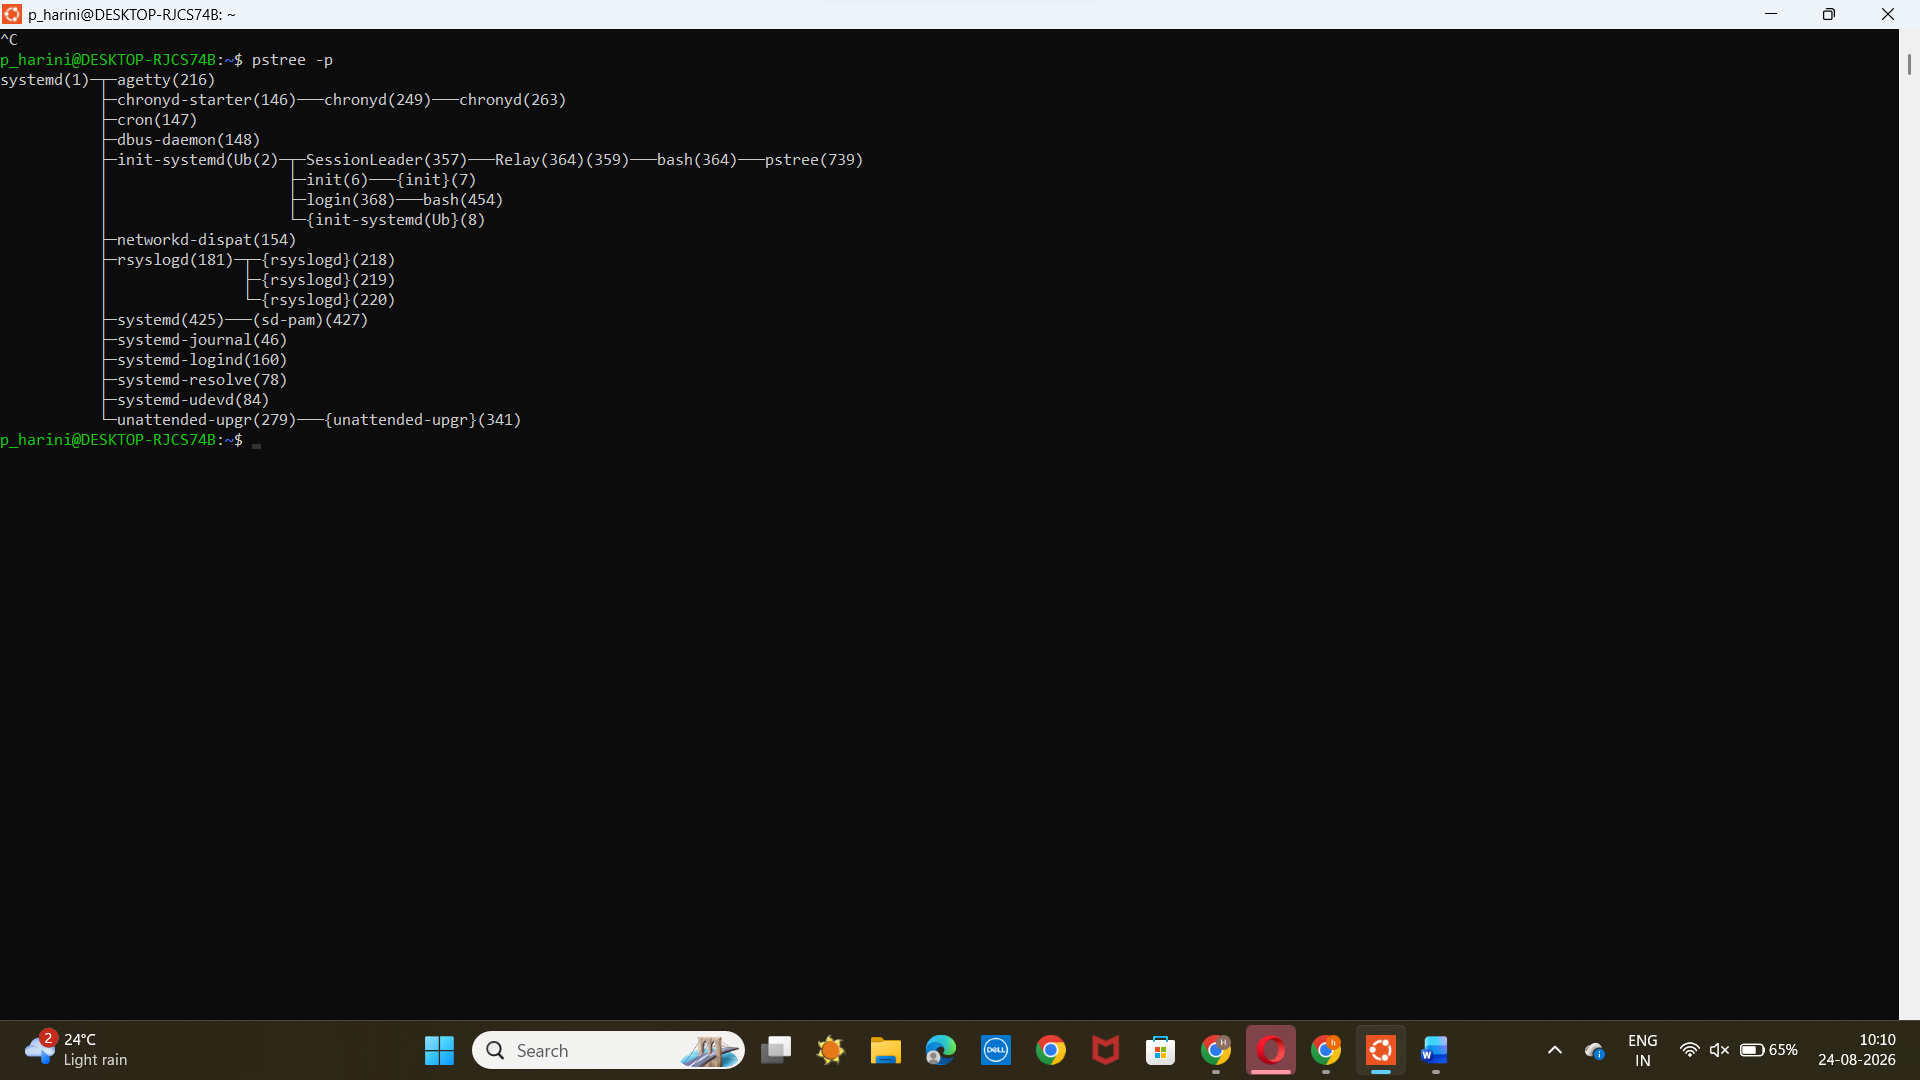 p_harini@DESKTOP-RJCS74B: ~
^C
p_harini@DESKTOP-RJCS74B:~$ pstree -p
systemd(1)─┬─agetty(216)
           ├─chronyd-starter(146)───chronyd(249)───chronyd(263)
           ├─cron(147)
           ├─dbus-daemon(148)
           ├─init-systemd(Ub(2)─┬─SessionLeader(357)───Relay(364)(359)───bash(364)───pstree(739)
           │                    ├─init(6)───{init}(7)
           │                    ├─login(368)───bash(454)
           │                    └─{init-systemd(Ub}(8)
           ├─networkd-dispat(154)
           ├─rsyslogd(181)─┬─{rsyslogd}(218)
           │               ├─{rsyslogd}(219)
           │               └─{rsyslogd}(220)
           ├─systemd(425)───(sd-pam)(427)
           ├─systemd-journal(46)
           ├─systemd-logind(160)
           ├─systemd-resolve(78)
           ├─systemd-udevd(84)
           └─unattended-upgr(279)───{unattended-upgr}(341)
p_harini@DESKTOP-RJCS74B:~$
2
24°C
Light rain
Search
DELL
H
h
W
ENG
IN
65%
10:10
24-08-2026